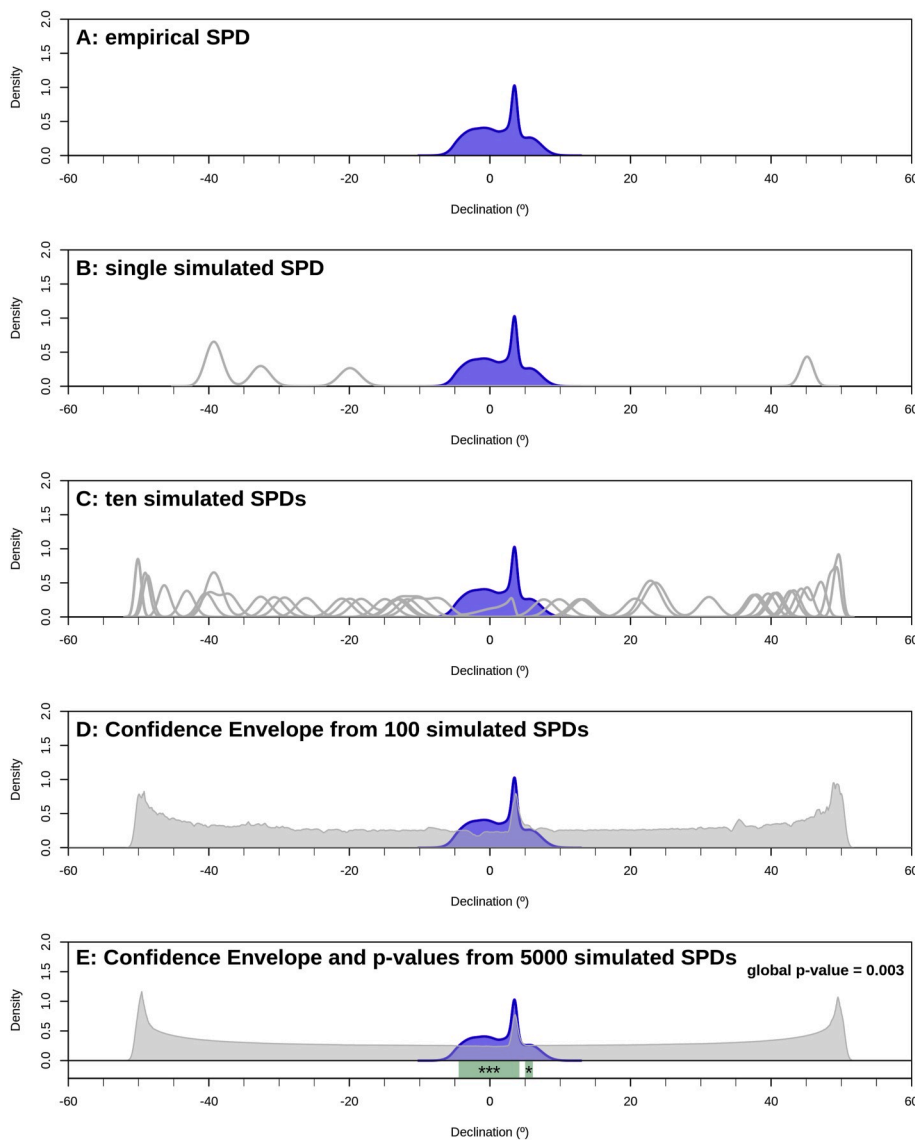 A: empirical SPD
Density
0.0 0.5 1.0 1.5 2.0
-60 -40 -20 0 20 40 60
Declination (º)
B: single simulated SPD
Density
0.0 0.5 1.0 1.5 2.0
-60 -40 -20 0 20 40 60
Declination (º)
C: ten simulated SPDs
Density
0.0 0.5 1.0 1.5 2.0
-60 -40 -20 0 20 40 60
Declination (º)
D: Confidence Envelope from 100 simulated SPDs
Density
0.0 0.5 1.0 1.5 2.0
-60 -40 -20 0 20 40 60
Declination (º)
E: Confidence Envelope and p-values from 5000 simulated SPDs
global p-value = 0.003
Density
0.0 0.5 1.0 1.5 2.0
*** *
-60 -40 -20 0 20 40 60
Declination (º)